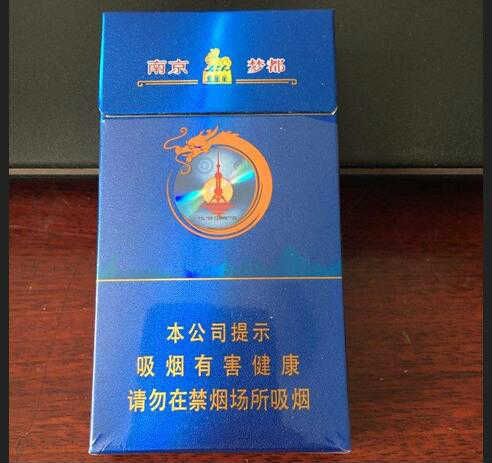 南京 梦都
本公司提示
吸烟有害健康
请勿在禁烟场所吸烟